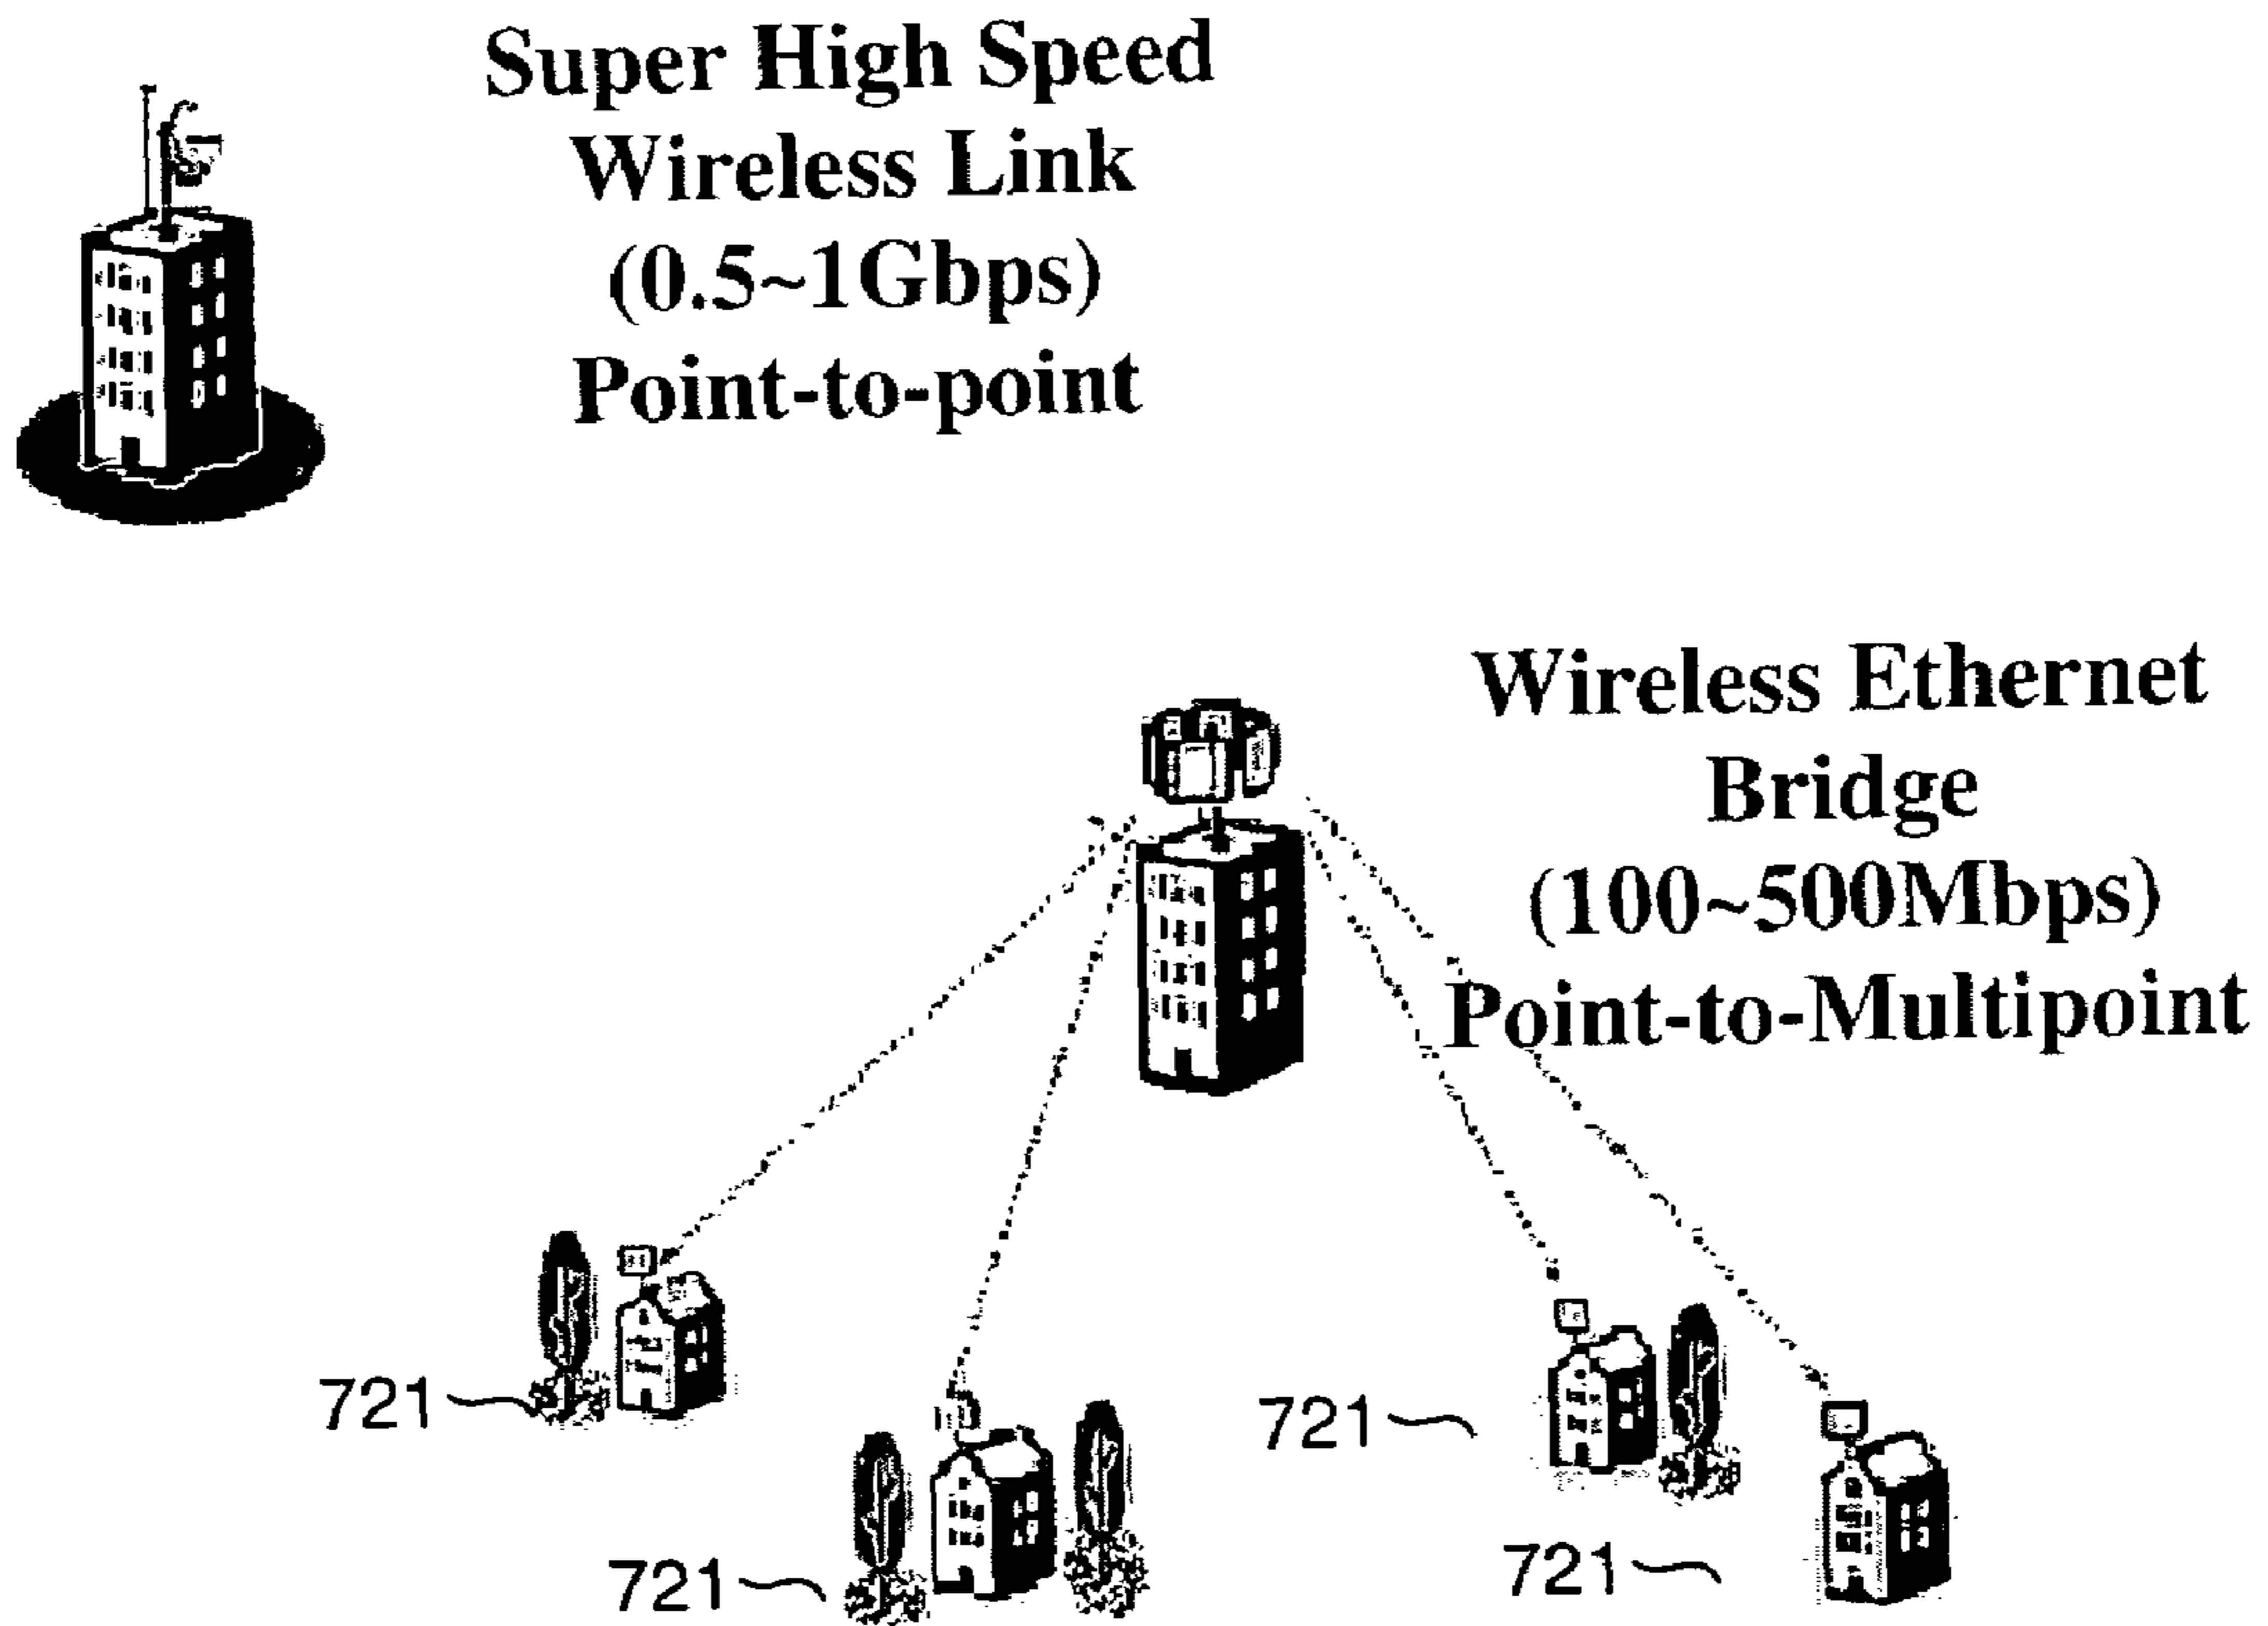 Super High Speed
Wireless Link
(0.5~1Gbps)
Point-to-point
Wireless Ethernet
Bridge
(100~500Mbps)
Point-to-Multipoint
721
721
721
721